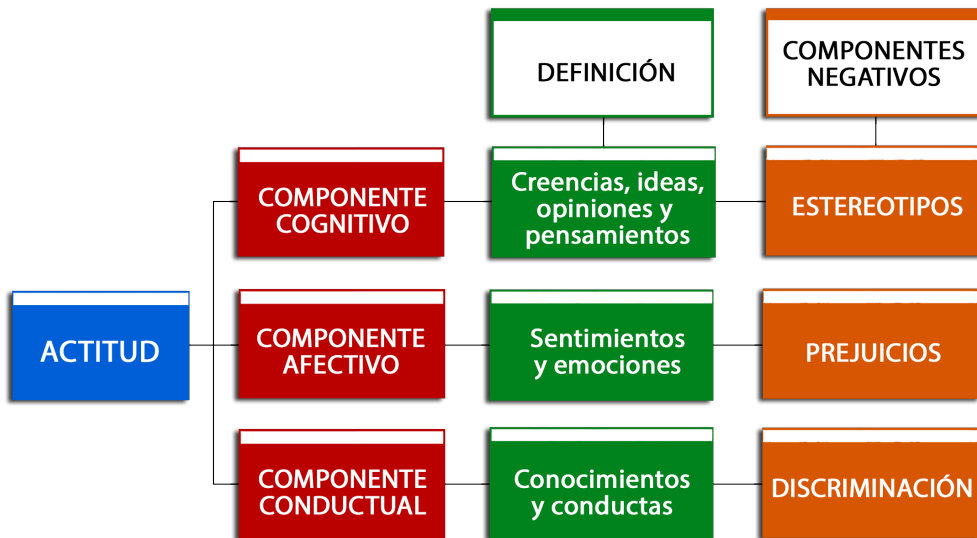 DEFINICIÓN
COMPONENTES
NEGATIVOS
COMPONENTE
COGNITIVO
Creencias, ideas,
opiniones y
pensamientos
ESTEREOTIPOS
ACTITUD
COMPONENTE
AFECTIVO
Sentimientos
y emociones
PREJUICIOS
COMPONENTE
CONDUCTUAL
Conocimientos
y conductas
DISCRIMINACIÓN